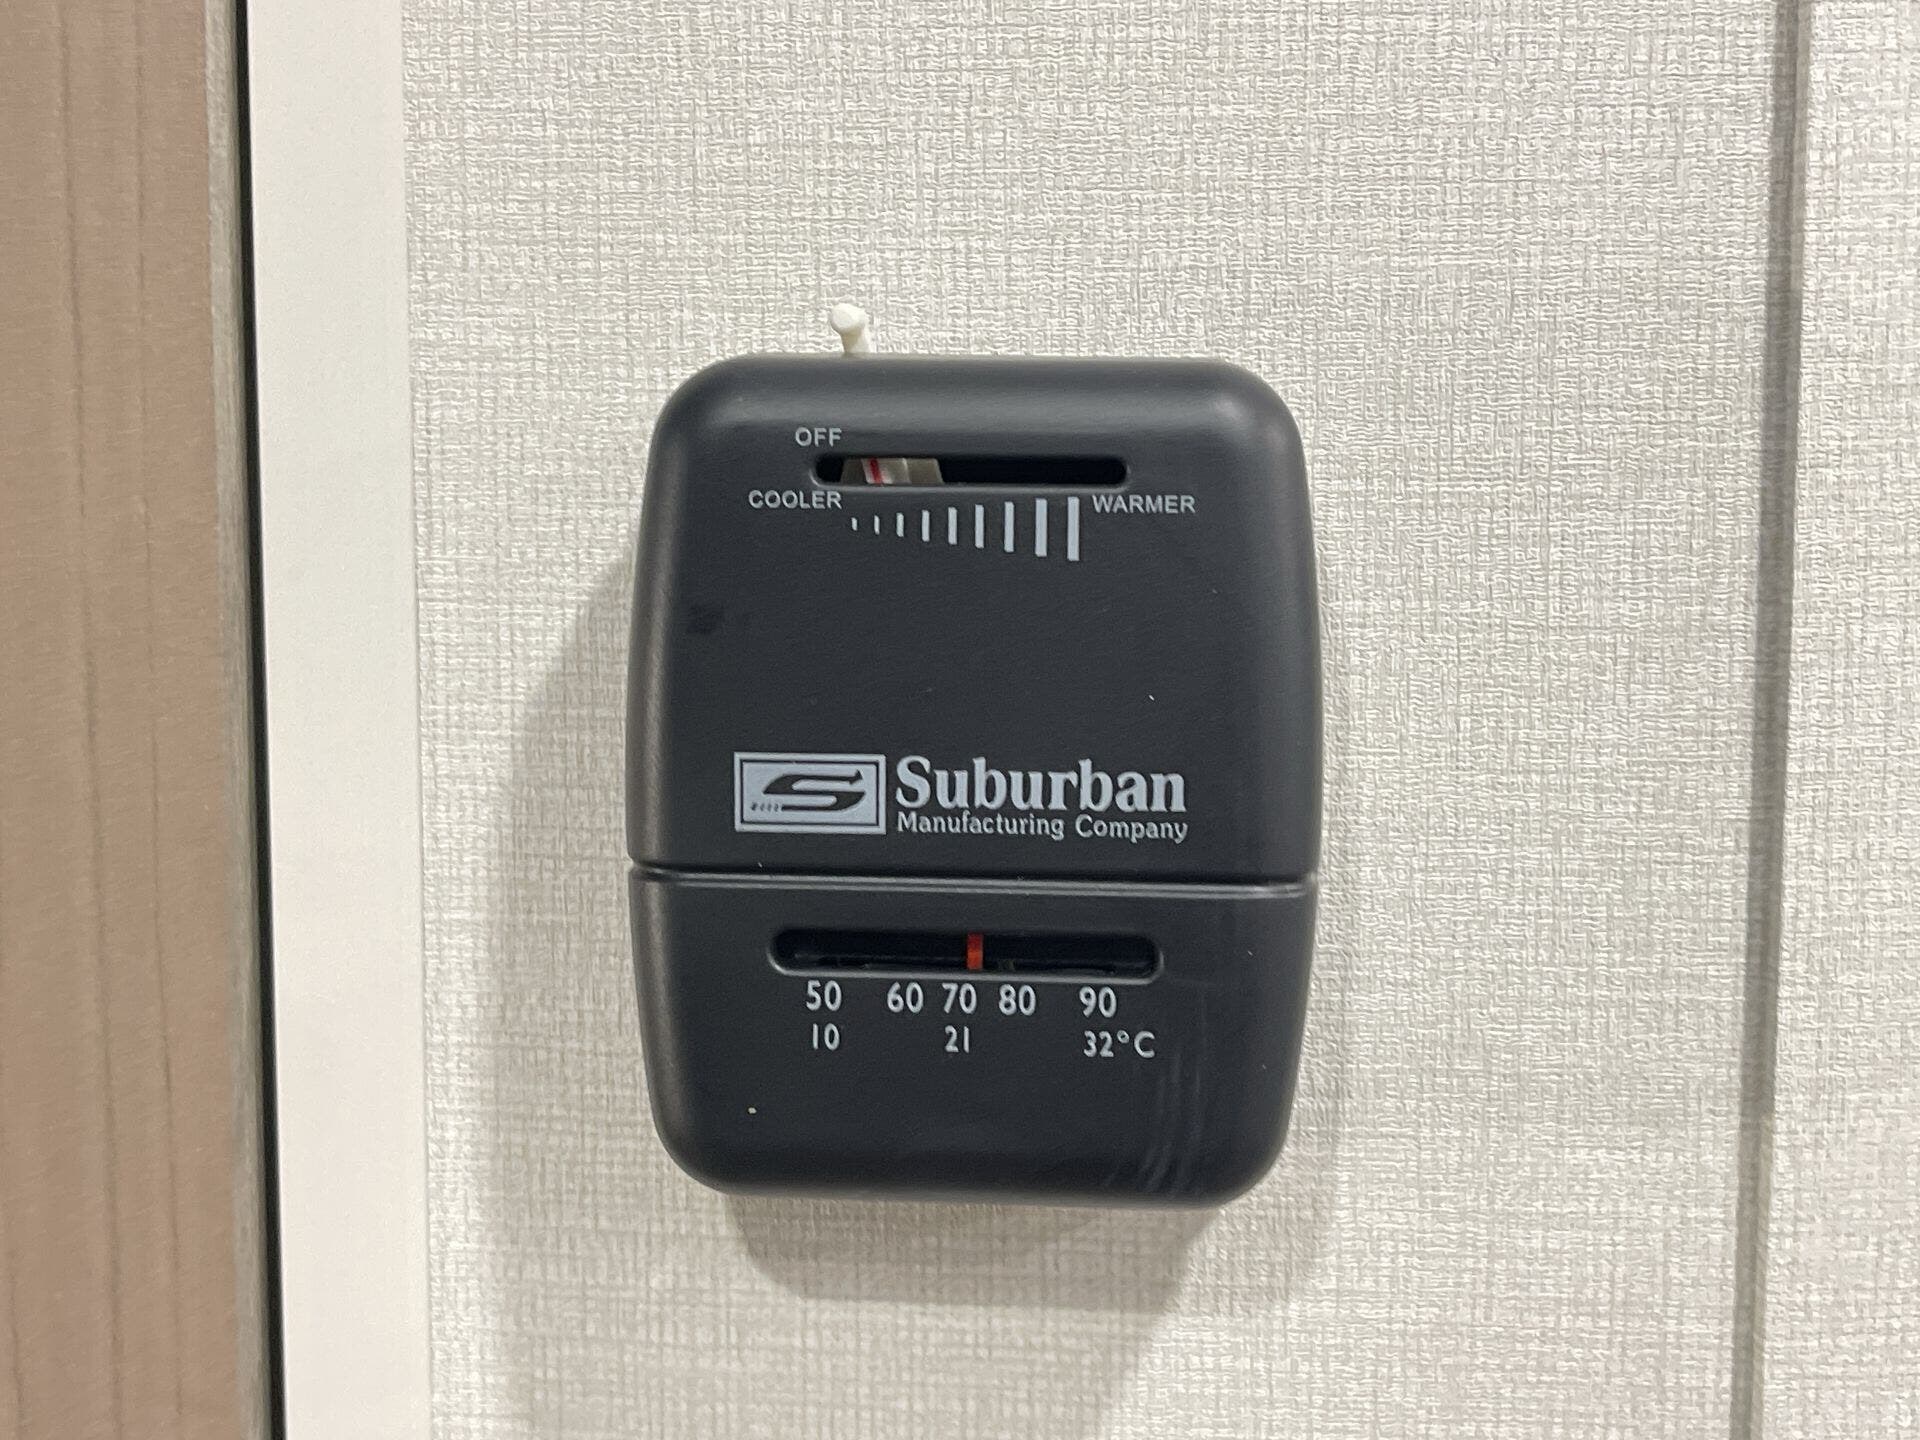 OFF
COOLER WARMER
S Suburban
Manufacturing Company
50 60 70 80 90
10 21 32°C